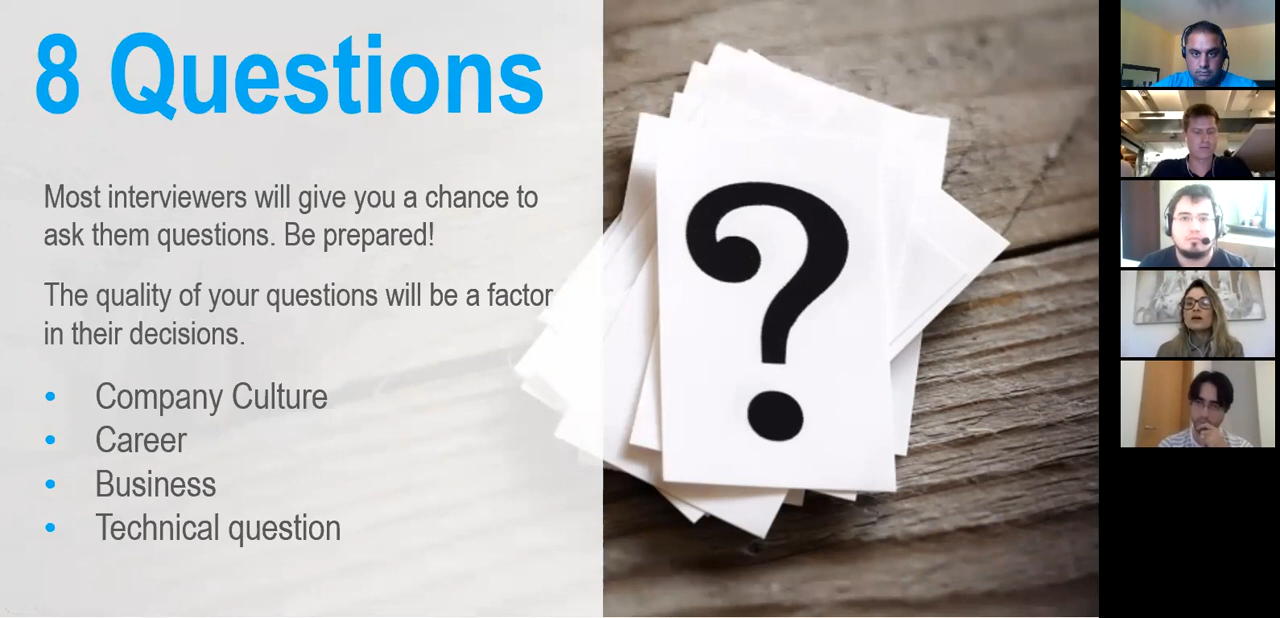 8 Questions
Most interviewers will give you a chance to
ask them questions. Be prepared!
The quality of your questions will be a factor
in their decisions.
• Company Culture
• Career
• Business
• Technical question
?